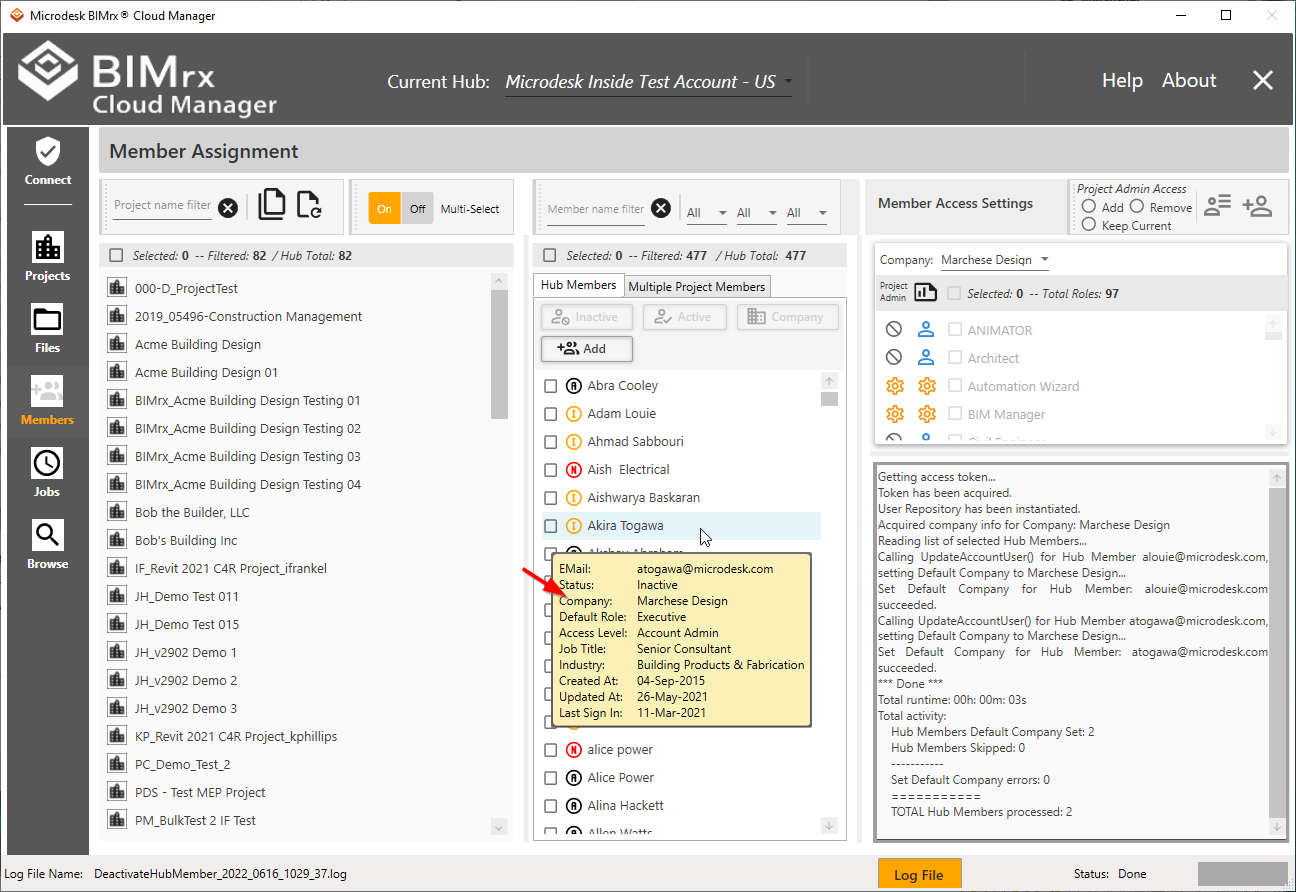 Microdesk BIMrx® Cloud Manager
BIMrx
Cloud Manager
Current Hub: Microdesk Inside Test Account - US
Help About
Connect
Projects
Files
Members
Jobs
Browse
Member Assignment
Project name filter
On Off Multi-Select
Selected: 0 -- Filtered: 82 / Hub Total: 82
000-D_ProjectTest
2019_05496-Construction Management
Acme Building Design
Acme Building Design 01
BIMrx_Acme Building Design Testing 01
BIMrx_Acme Building Design Testing 02
BIMrx_Acme Building Design Testing 03
BIMrx_Acme Building Design Testing 04
Bob the Builder, LLC
Bob's Building Inc
IF_Revit 2021 C4R Project_ifrankel
JH_Demo Test 011
JH_Demo Test 015
JH_v2902 Demo 1
JH_v2902 Demo 2
JH_v2902 Demo 3
KP_Revit 2021 C4R Project_kphillips
PC_Demo_Test_2
PDS - Test MEP Project
PM_BulkTest 2 IF Test
Member name filter
All All All
Selected: 0 -- Filtered: 477 / Hub Total: 477
Hub Members Multiple Project Members
Inactive Active Company
Add
A Abra Cooley
I Adam Louie
I Ahmad Sabbouri
N Aish Electrical
I Aishwarya Baskaran
I Akira Togawa
Akshay Abraham
EMail: atogawa@microdesk.com
Status: Inactive
Company: Marchese Design
Default Role: Executive
Access Level: Account Admin
Job Title: Senior Consultant
Industry: Building Products & Fabrication
Created At: 04-Sep-2015
Updated At: 26-May-2021
Last Sign In: 11-Mar-2021
N alice power
A Alice Power
A Alina Hackett
A Allen Watts
Member Access Settings
Project Admin Access
Add Remove
Keep Current
Company: Marchese Design
Project
Admin
Selected: 0 -- Total Roles: 97
ANIMATOR
Architect
Automation Wizard
BIM Manager
Civil Engineer
Getting access token...
Token has been acquired.
User Repository has been instantiated.
Acquired company info for Company: Marchese Design
Reading list of selected Hub Members...
Calling UpdateAccountUser() for Hub Member alouie@microdesk.com,
setting Default Company to Marchese Design...
Set Default Company for Hub Member: alouie@microdesk.com
succeeded.
Calling UpdateAccountUser() for Hub Member atogawa@microdesk.com,
setting Default Company to Marchese Design...
Set Default Company for Hub Member: atogawa@microdesk.com
succeeded.
*** Done ***
Total runtime: 00h: 00m: 03s
Total activity:
Hub Members Default Company Set: 2
Hub Members Skipped: 0
-----------
Set Default Company errors: 0
===========
TOTAL Hub Members processed: 2
Log File Name: DeactivateHubMember_2022_0616_1029_37.log
Log File
Status: Done